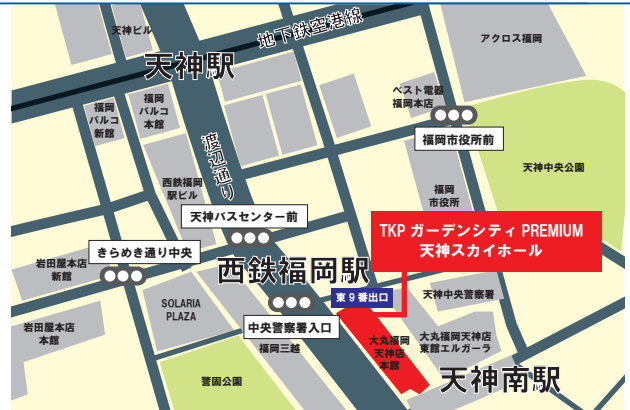 天神ビル
地下鉄空港線
アクロス福岡
天神駅
ベスト電器
福岡本店
福岡
パルコ
新館
福岡
パルコ
本館
福岡市役所前
渡辺通り
天神中央公園
西鉄福岡
駅ビル
福岡
市役所
天神バスセンター前
TKP ガーデンシティ PREMIUM
天神スカイホール
きらめき通り中央
岩田屋本店
新館
西鉄福岡駅
東9番出口
天神中央警察署
SOLARIA
PLAZA
中央警察署入口
岩田屋本店
本館
福岡三越
大丸福岡
天神店
本館
大丸福岡天神店
東館エルガーラ
警固公園
天神南駅